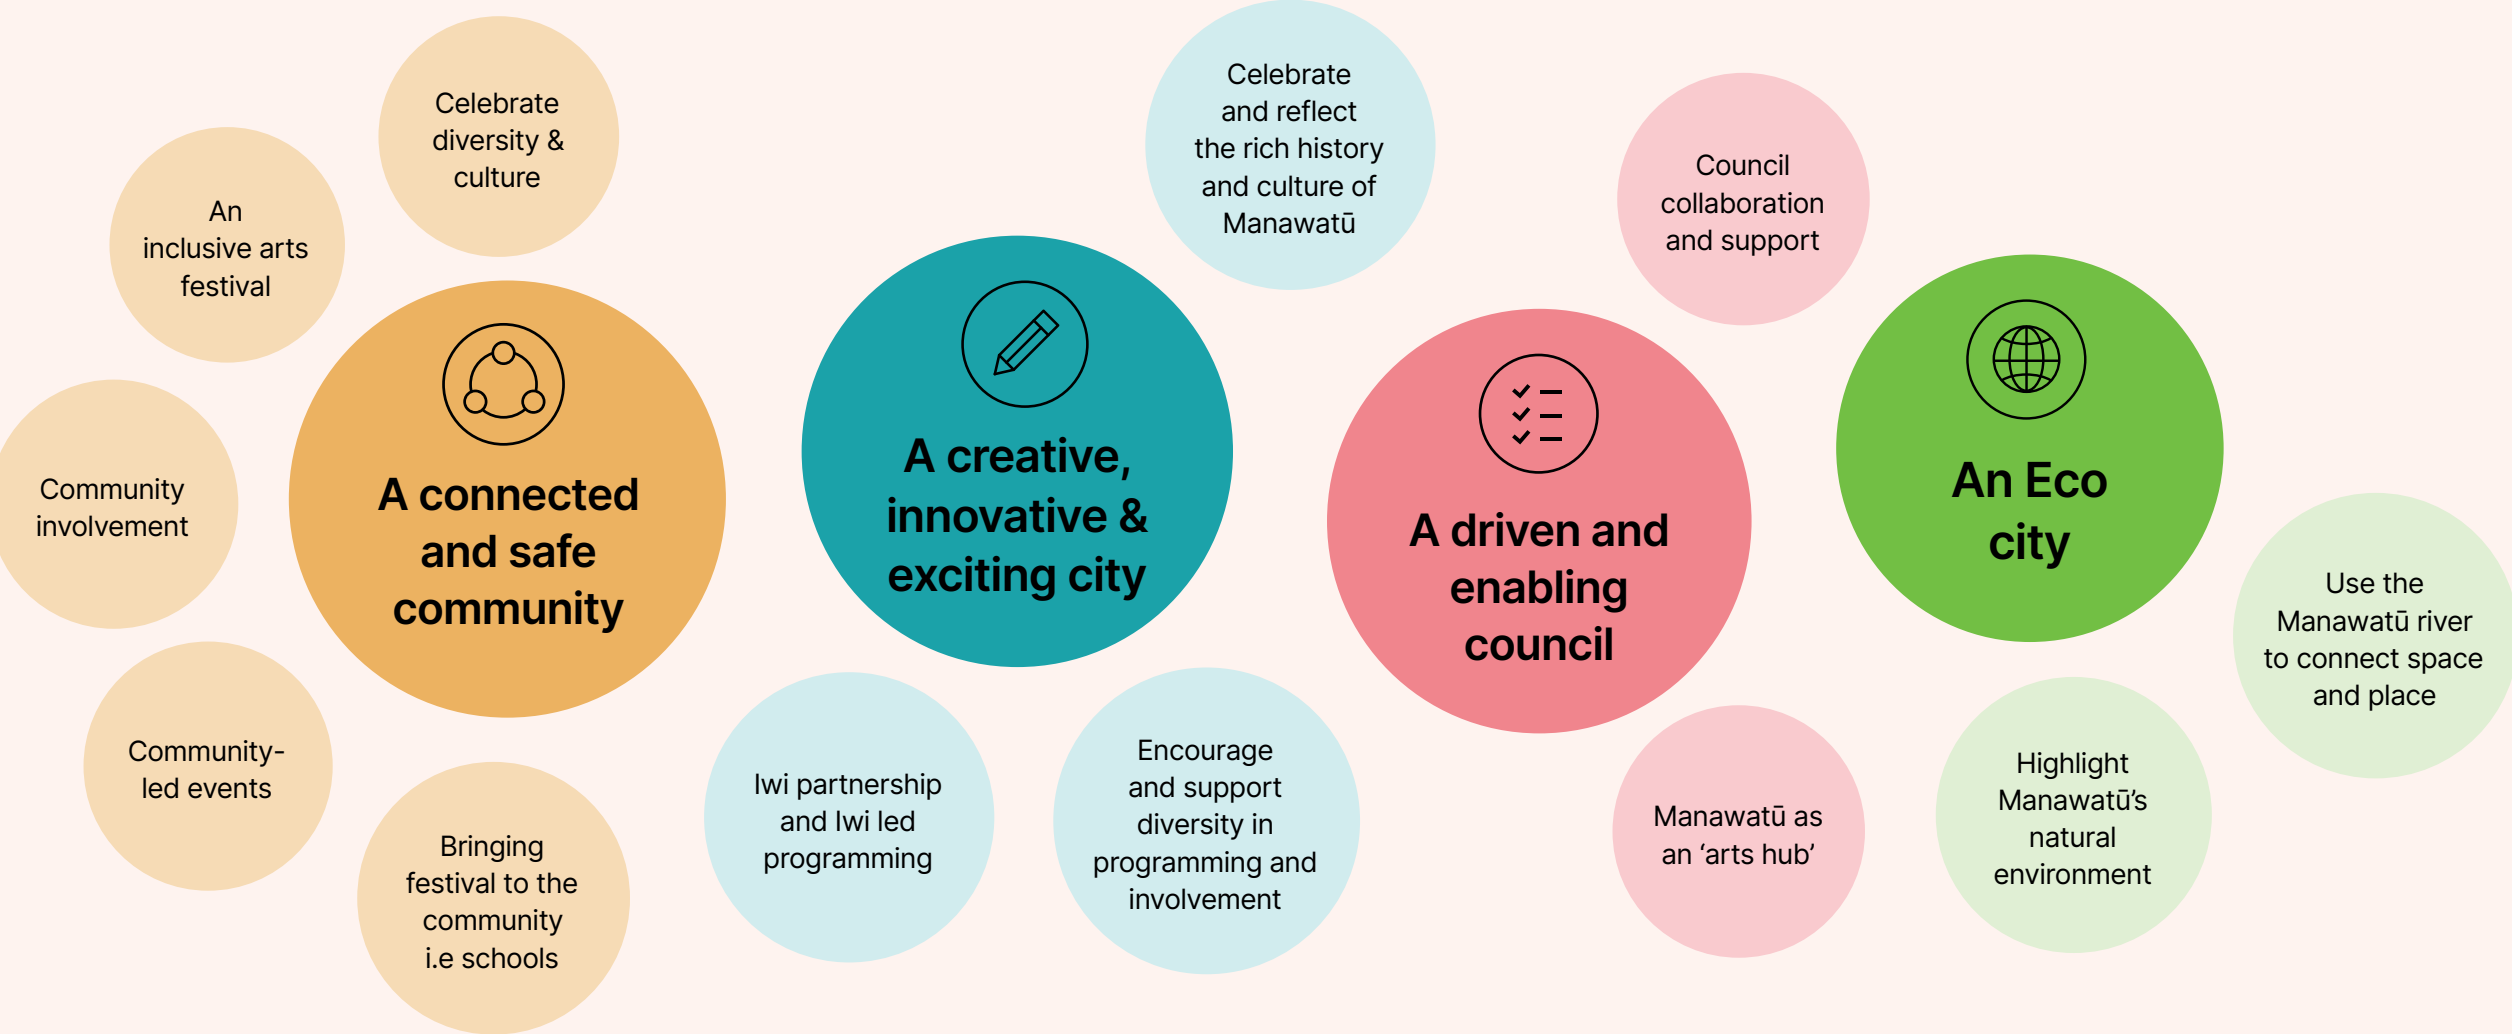 Celebrate
diversity &
culture
An
inclusive arts
festival
Community
involvement
Community-
led events
Bringing
festival to the
community
i.e schools
A connected
and safe
community
A creative,
innovative &
exciting city
Celebrate
and reflect
the rich history
and culture of
Manawatū
Iwi partnership
and Iwi led
programming
Encourage
and support
diversity in
programming and
involvement
A driven and
enabling
council
Council
collaboration
and support
Manawatū as
an ‘arts hub’
An Eco
city
Use the
Manawatū river
to connect space
and place
Highlight
Manawatū’s
natural
environment